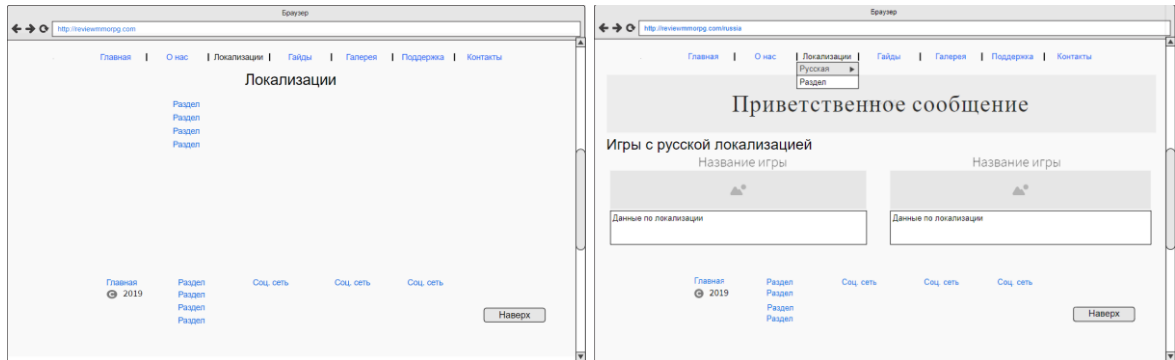 Браузер
http://reviewmmorpg.com
Главная | О нас | Локализации | Гайды | Галерея | Поддержка | Контакты
Локализации
Раздел
Раздел
Раздел
Раздел
Главная Раздел Соц. сеть Соц. сеть Соц. сеть
© 2019 Раздел
Раздел
Раздел
Наверх
Браузер
http://reviewmmorpg.com/russia
Главная | О нас | Локализации | Гайды | Галерея | Поддержка | Контакты
Русская
Раздел
Приветственное сообщение
Игры с русской локализацией
Название игры Название игры
Данные по локализации Данные по локализации
Главная Раздел Соц. сеть Соц. сеть Соц. сеть
© 2019 Раздел
Раздел
Раздел
Наверх